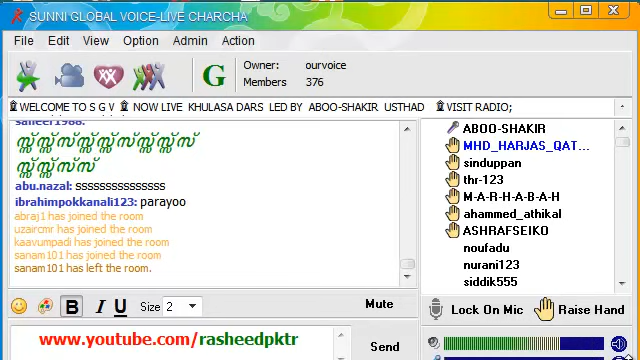 SUNNI GLOBAL VOICE-LIVE CHARCHA
File Edit View Option Admin Action
G
Owner: ourvoice
Members 376
WELCOME TO S G V NOW LIVE KHULASA DARS LED BY ABOO-SHAKIR USTHAD VISIT RADIO;
സ്സ്സ്സ്സ്സ്സ്സ്സ്സ്
സ്സ്സ്സ്സ്
abu.nazal: sssssssssssssss
ibrahimpokkanali123: parayoo
abraj1 has joined the room
uzaircmr has joined the room
kaavumpadi has joined the room
sanam101 has joined the room
sanam101 has left the room.
ABOO-SHAKIR
MHD_HARJAS_QAT...
sinduppan
thr-123
M-A-R-H-A-B-A-H
ahammed_athikal
ASHRAFSEIKO
noufadu
nurani123
siddik555
B I U Size 2 Mute
Lock On Mic Raise Hand
www.youtube.com/rasheedpktr
Send